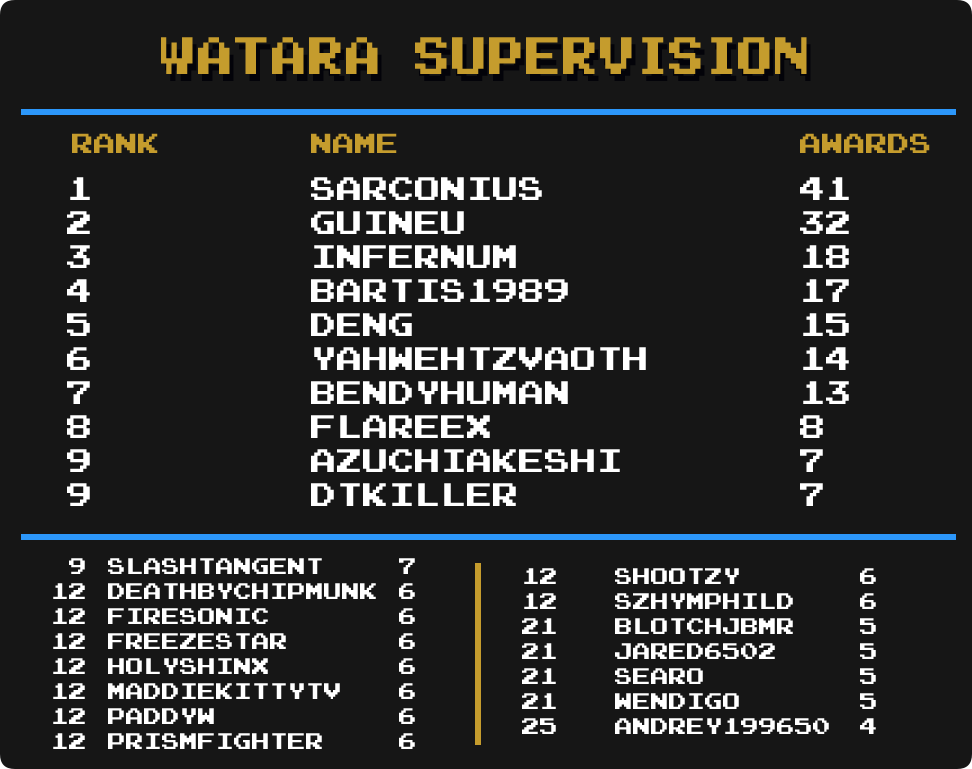 WATARA SUPERVISION
RANK NAME AWARDS
1 SARCONIUS 41
2 GUINEU 32
3 INFERNUM 18
4 BARTIS1989 17
5 DENG 15
6 YAHWEHTZVAOTH 14
7 BENDYHUMAN 13
8 FLAREEX 8
9 AZUCHIAKESHI 7
9 DTKILLER 7
9 SLASHTANGENT 7
12 DEATHBYCHIPMUNK 6
12 FIRESONIC 6
12 FREEZESTAR 6
12 HOLYSHINX 6
12 MADDIEKITTYTV 6
12 PADDYW 6
12 PRISMFIGHTER 6
12 SHOOTZY 6
12 SZHYMPHILD 6
21 BLOTCHJBMR 5
21 JARED6502 5
21 SEARO 5
21 WENDIGO 5
25 ANDREY199650 4